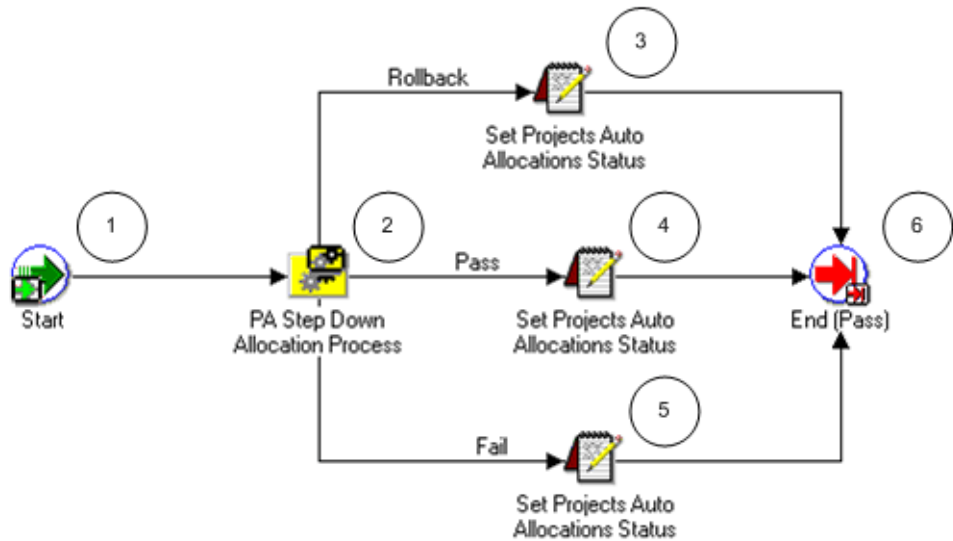 3
Rollback
Set Projects Auto
Allocations Status
1
2
4
6
Pass
Start
PA Step Down
Allocation Process
Set Projects Auto
Allocations Status
End (Pass)
5
Fail
Set Projects Auto
Allocations Status